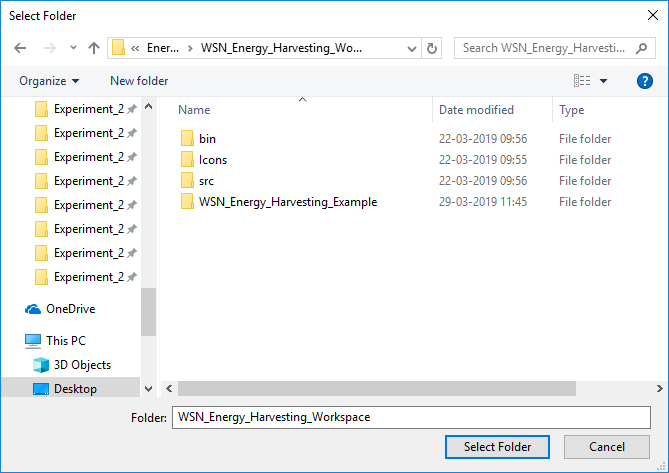 Select Folder
« Ener... WSN_Energy_Harvesting_Wo... Search WSN_Energy_Harvesti...
Organize New folder ?
Name Date modified Type
Experiment_2
Experiment_2
Experiment_2
Experiment_2
Experiment_2
Experiment_2
Experiment_2
Experiment_2
OneDrive
This PC
3D Objects
Desktop
bin 22-03-2019 09:56 File folder
Icons 22-03-2019 09:55 File folder
src 22-03-2019 09:56 File folder
WSN_Energy_Harvesting_Example 29-03-2019 11:45 File folder
Folder: WSN_Energy_Harvesting_Workspace
Select Folder Cancel